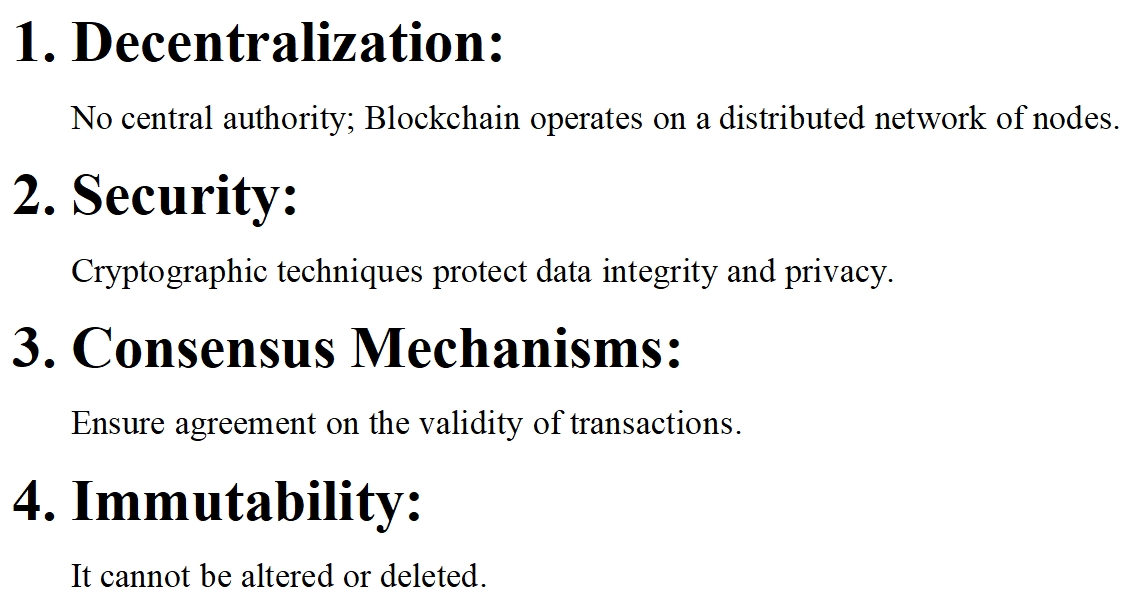 1. Decentralization:
No central authority; Blockchain operates on a distributed network of nodes.
2. Security:
Cryptographic techniques protect data integrity and privacy.
3. Consensus Mechanisms:
Ensure agreement on the validity of transactions.
4. Immutability:
It cannot be altered or deleted.